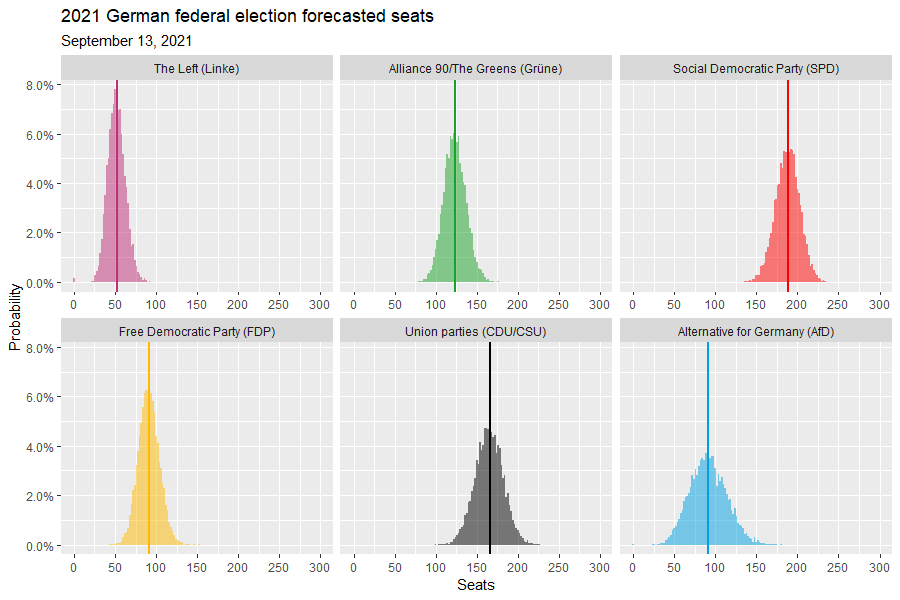 2021 German federal election forecasted seats
September 13, 2021
The Left (Linke) Alliance 90/The Greens (Grüne) Social Democratic Party (SPD)
8.0%
6.0%
4.0%
2.0%
0.0%
0 50 100 150 200 250 300 0 50 100 150 200 250 300 0 50 100 150 200 250 300
Probability
Free Democratic Party (FDP) Union parties (CDU/CSU) Alternative for Germany (AfD)
8.0%
6.0%
4.0%
2.0%
0.0%
0 50 100 150 200 250 300 0 50 100 150 200 250 300 0 50 100 150 200 250 300
Seats